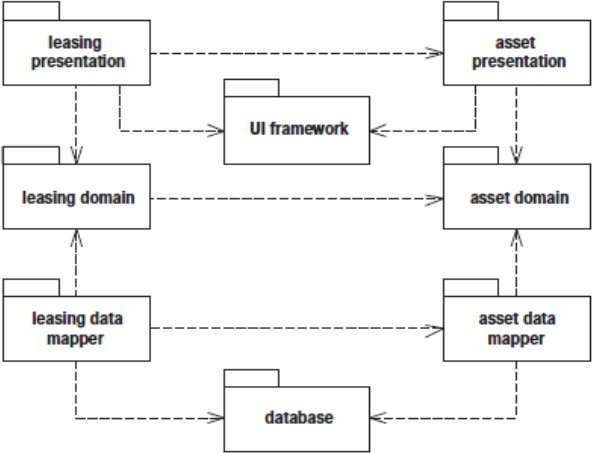 leasing
presentation
asset
presentation
UI framework
leasing domain
asset domain
leasing data
mapper
asset data
mapper
database